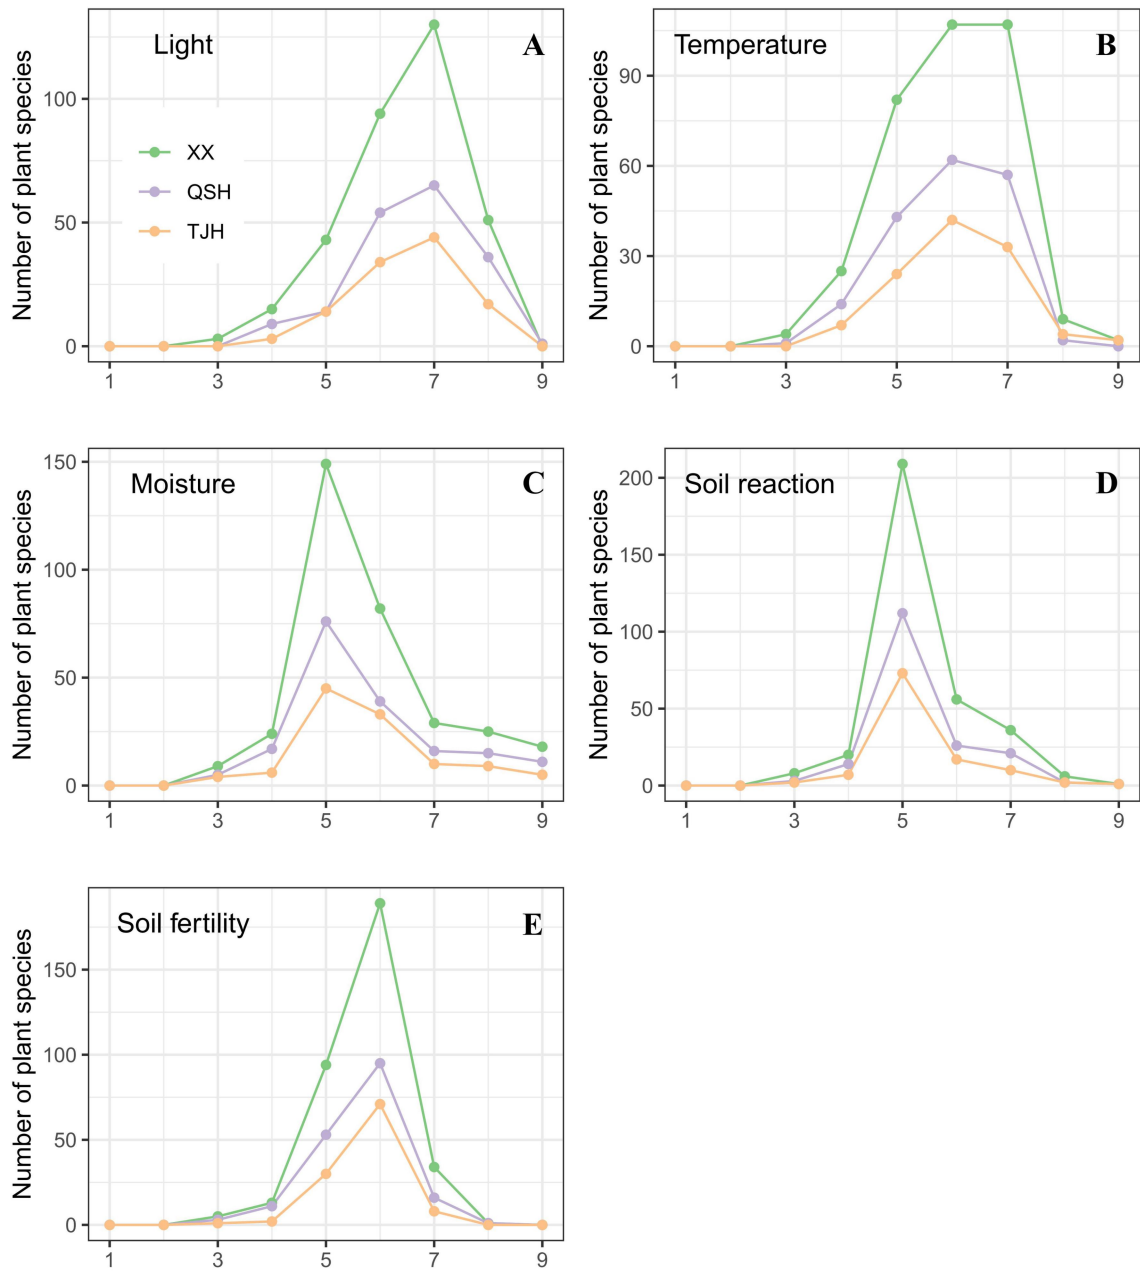 Light
A
Number of plant species
100
50
0
XX
QSH
TJH
1 3 5 7 9
Temperature
B
Number of plant species
90
60
30
0
1 3 5 7 9
Moisture
C
Number of plant species
150
100
50
0
1 3 5 7 9
Soil reaction
D
Number of plant species
200
150
100
50
0
1 3 5 7 9
Soil fertility
E
Number of plant species
150
100
50
0
1 3 5 7 9